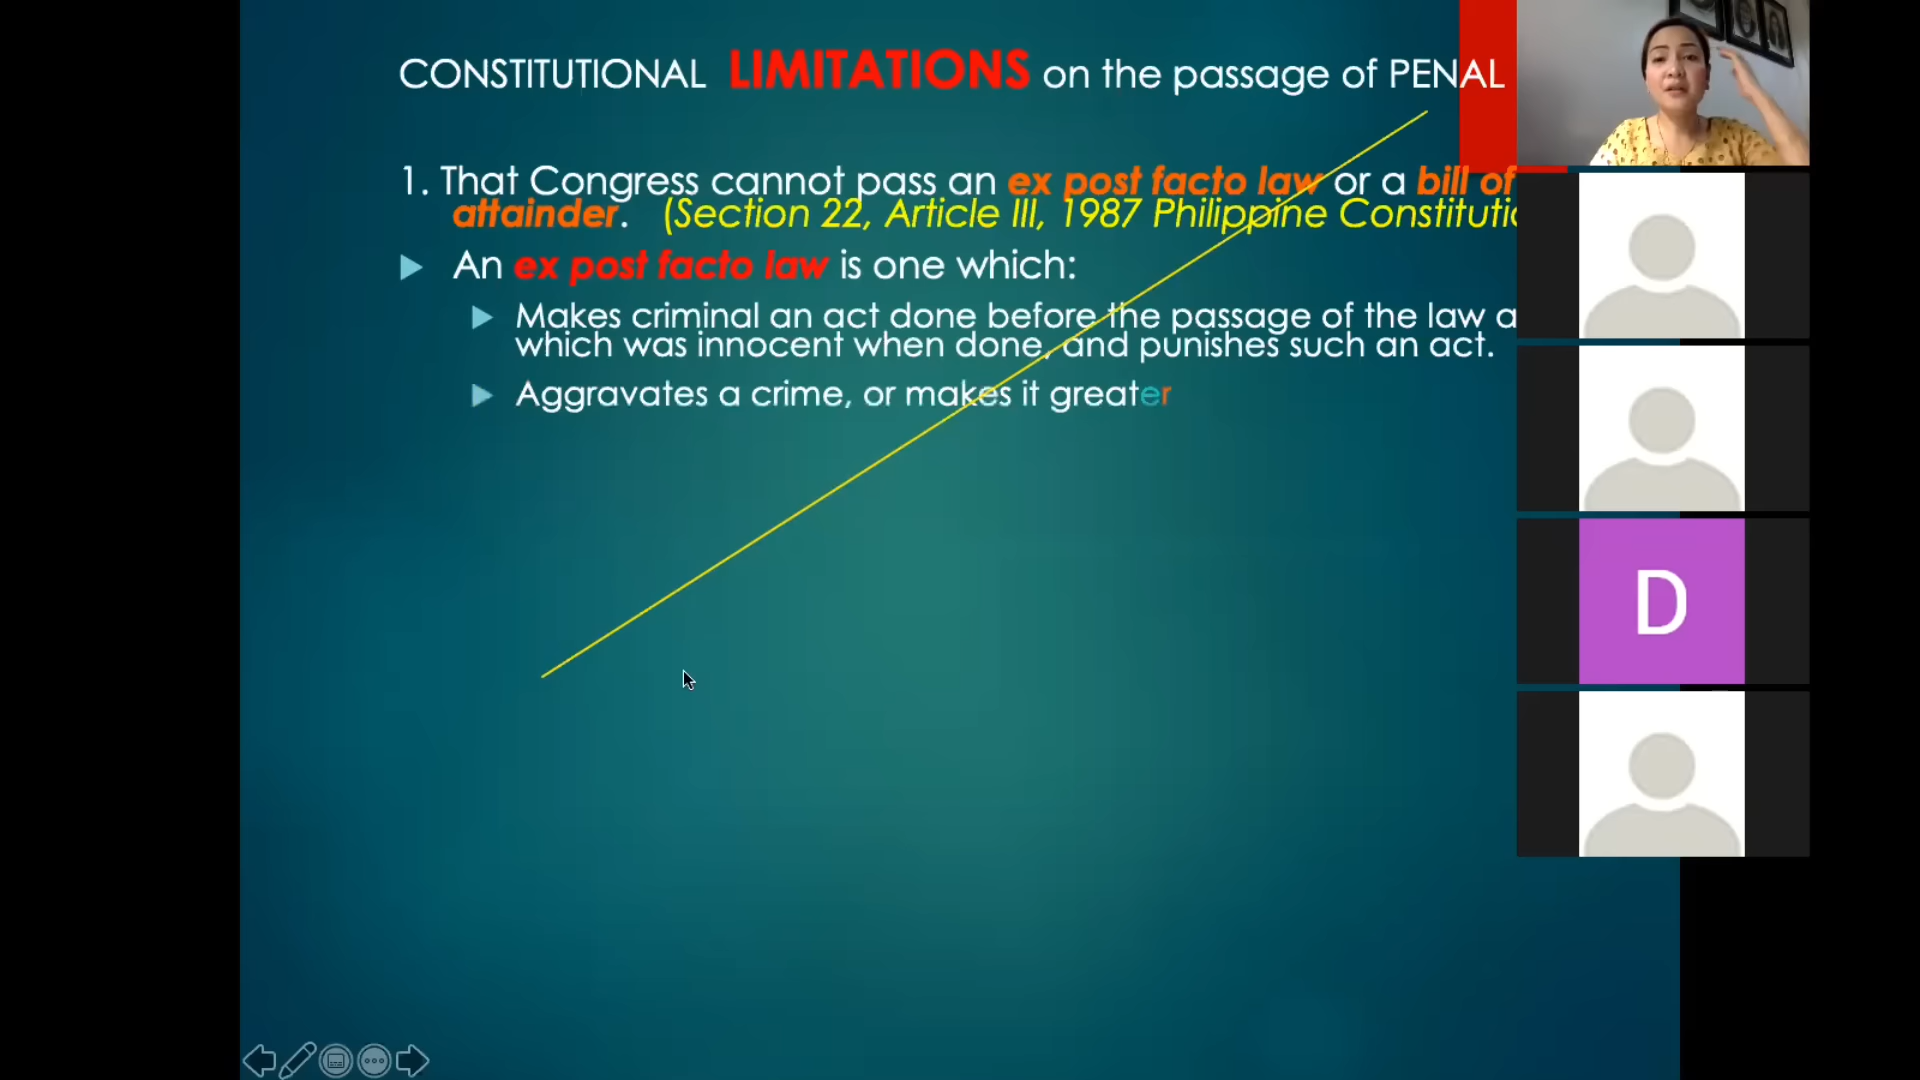 CONSTITUTIONAL LIMITATIONS on the passage of PENAL
1. That Congress cannot pass an ex post facto law or a bill of
attainder. (Section 22, Article III, 1987 Philippine
An ex post facto law is one which:
Makes criminal an act done before the passage of the law
which was innocent when done, and punishes such an act.
Aggravates a crime, or makes it greater
D